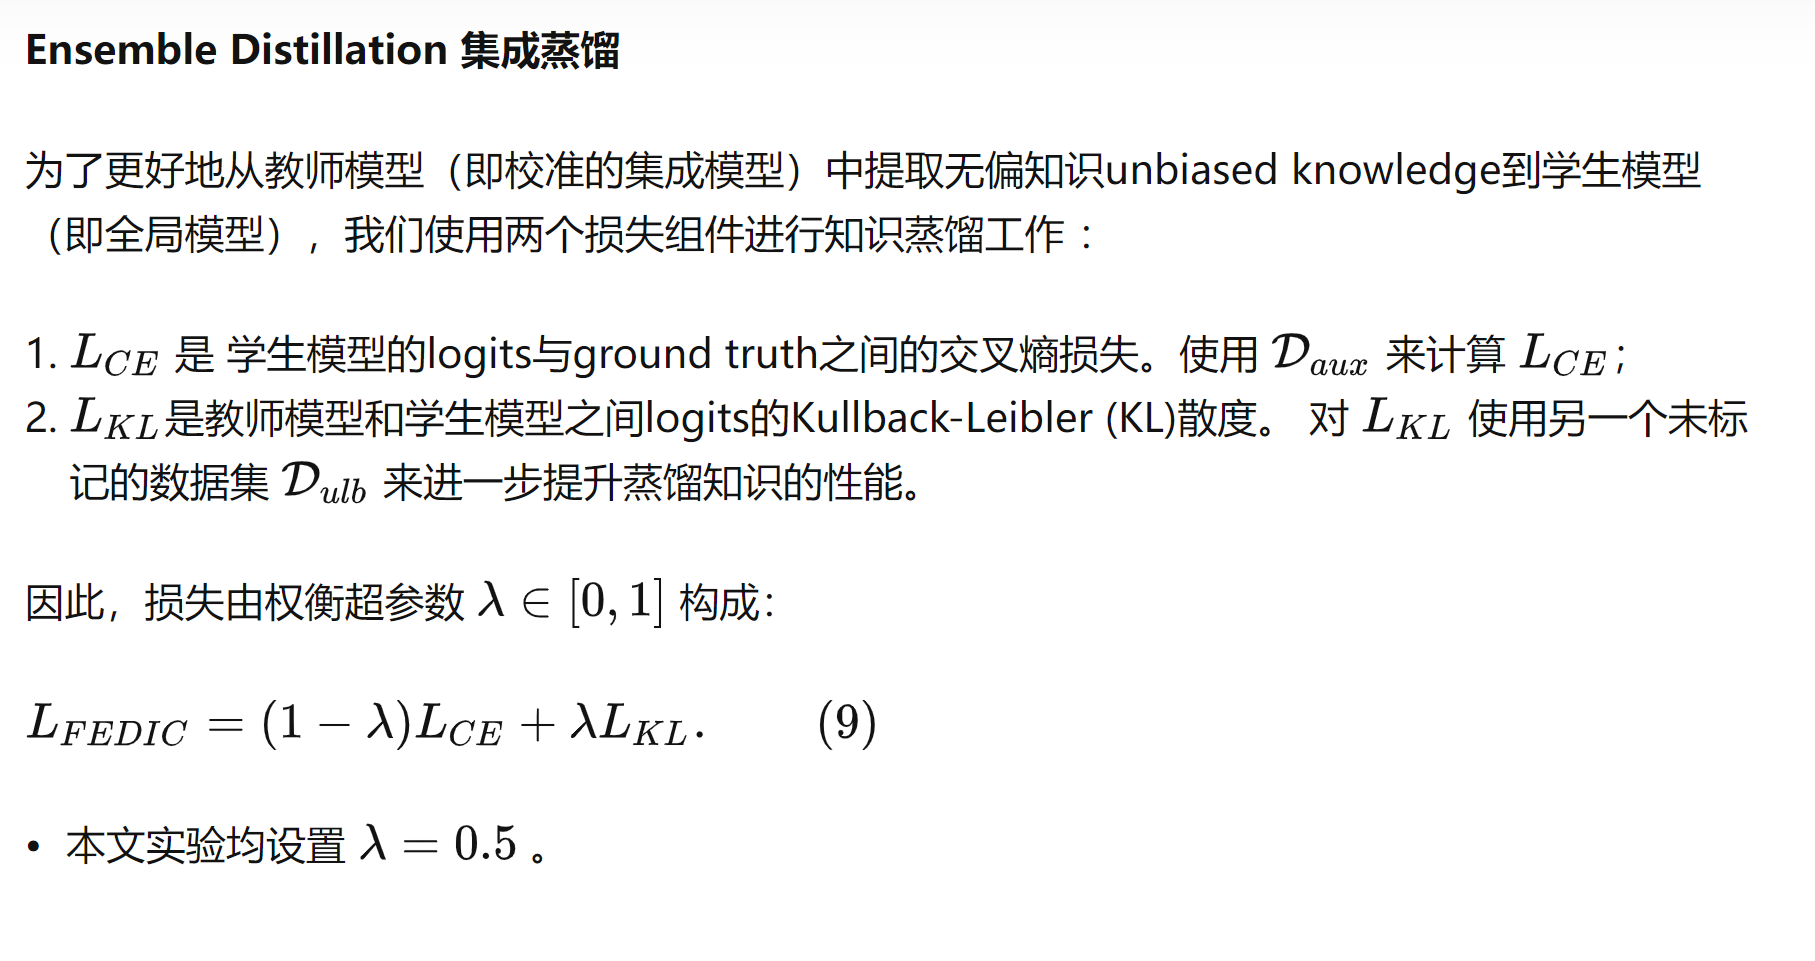 Ensemble Distillation 集成蒸馏
为了更好地从教师模型（即校准的集成模型）中提取无偏知识unbiased knowledge到学生模型
（即全局模型），我们使用两个损失组件进行知识蒸馏工作：
1. L_{CE} 是 学生模型的logits与ground truth之间的交叉熵损失。使用 𝒟_{aux} 来计算 L_{CE}；
2. L_{KL}是教师模型和学生模型之间logits的Kullback-Leibler (KL)散度。 对 L_{KL} 使用另一个未标
记的数据集 𝒟_{ulb} 来进一步提升蒸馏知识的性能。
因此，损失由权衡超参数 λ ∈ [0, 1] 构成：
L_{FEDIC} = (1 − λ)L_{CE} + λL_{KL}. (9)
• 本文实验均设置 λ = 0.5 。